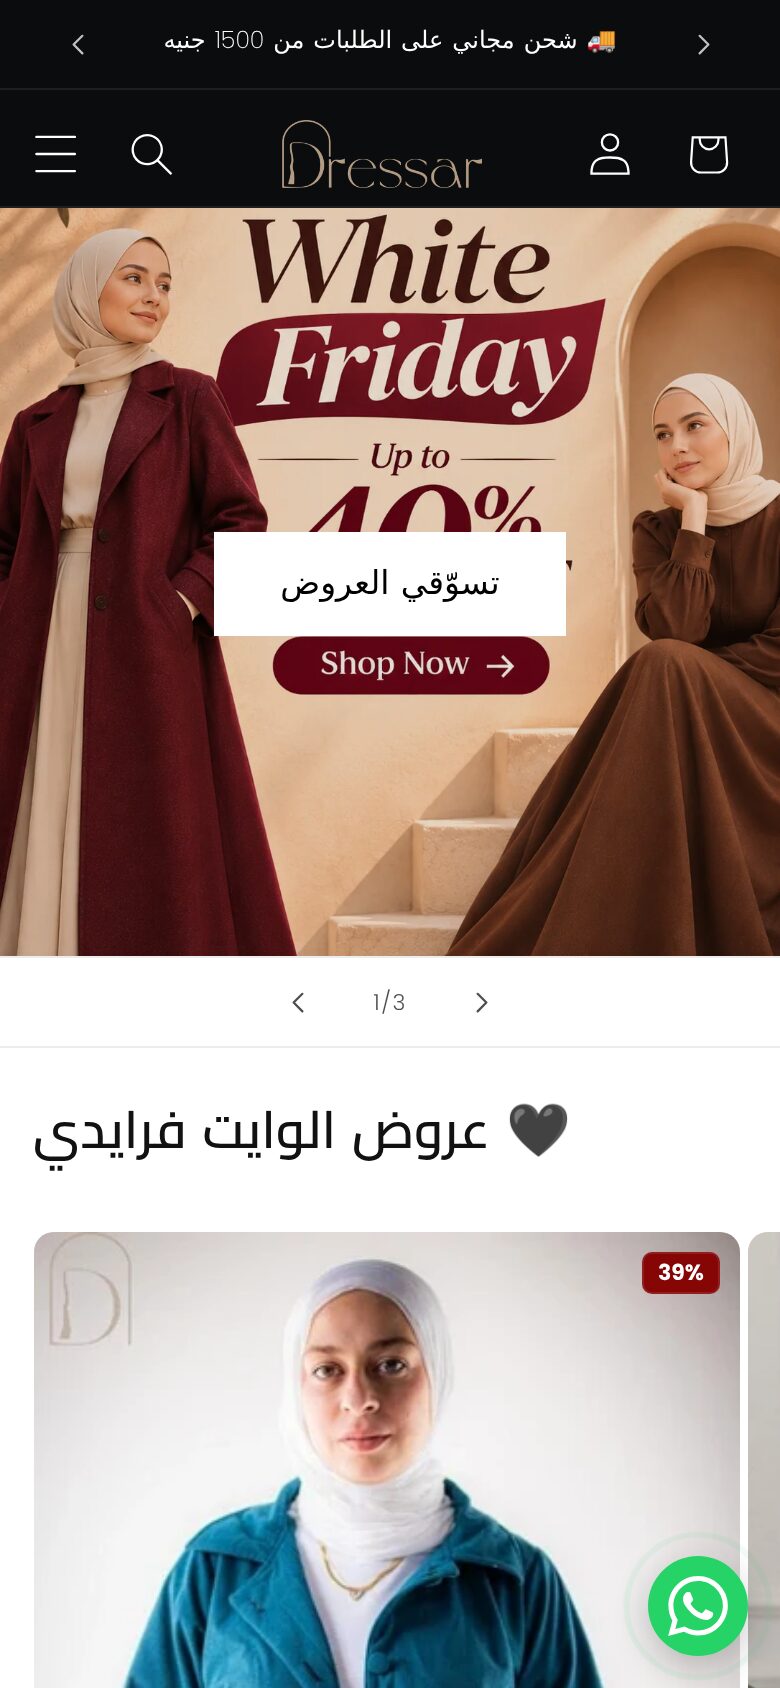 🚚 شحن مجاني على الطلبات من 1500 جنيه
Dressar
White
Friday
Up to
40%
تسوّقي العروض
Shop Now →
1/3
عروض الوايت فرايدي 🖤
D
39%